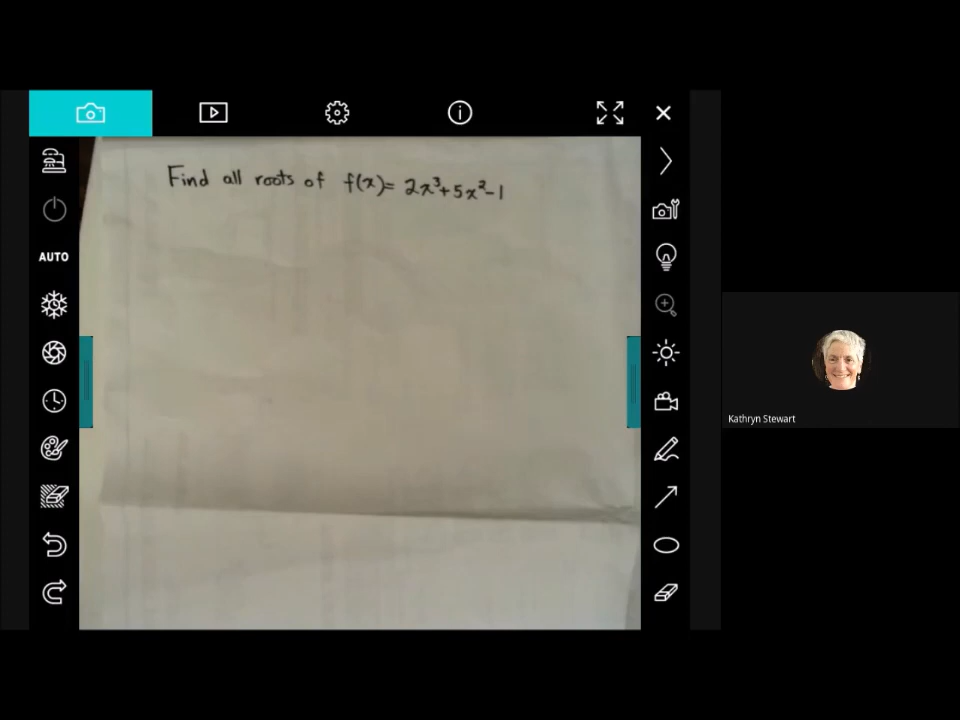 AUTO
Find all roots of f(x)= 2x³+5x²-1
Kathryn Stewart